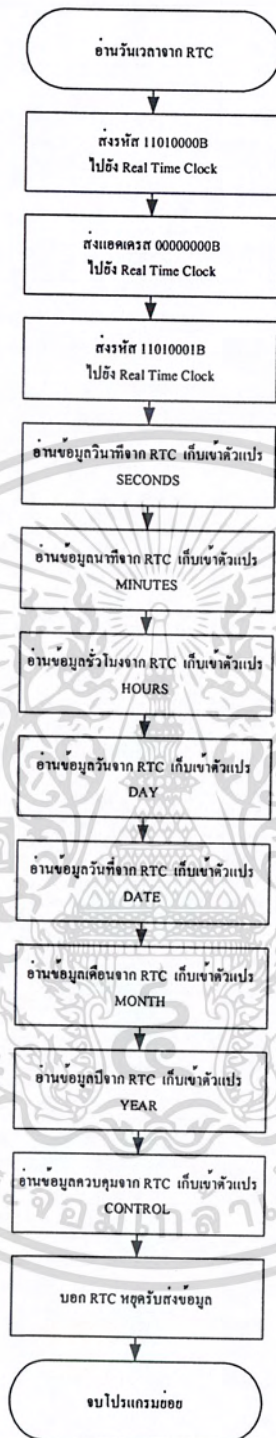 อ่านวันเวลาจาก RTC
ส่งรหัส 11010000B
ไปยัง Real Time Clock
ส่งแอดเดรส 00000000B
ไปยัง Real Time Clock
ส่งรหัส 11010001B
ไปยัง Real Time Clock
อ่านข้อมูลวินาทีจาก RTC เก็บเข้าตัวแปร
SECONDS
อ่านข้อมูลนาทีจาก RTC เก็บเข้าตัวแปร
MINUTES
อ่านข้อมูลชั่วโมงจาก RTC เก็บเข้าตัวแปร
HOURS
อ่านข้อมูลวันจาก RTC เก็บเข้าตัวแปร
DAY
อ่านข้อมูลวันที่จาก RTC เก็บเข้าตัวแปร
DATE
อ่านข้อมูลเดือนจาก RTC เก็บเข้าตัวแปร
MONTH
อ่านข้อมูลปีจาก RTC เก็บเข้าตัวแปร
YEAR
อ่านข้อมูลควบคุมจาก RTC เก็บเข้าตัวแปร
CONTROL
บอก RTC หยุดรับส่งข้อมูล
จบโปรแกรมย่อย